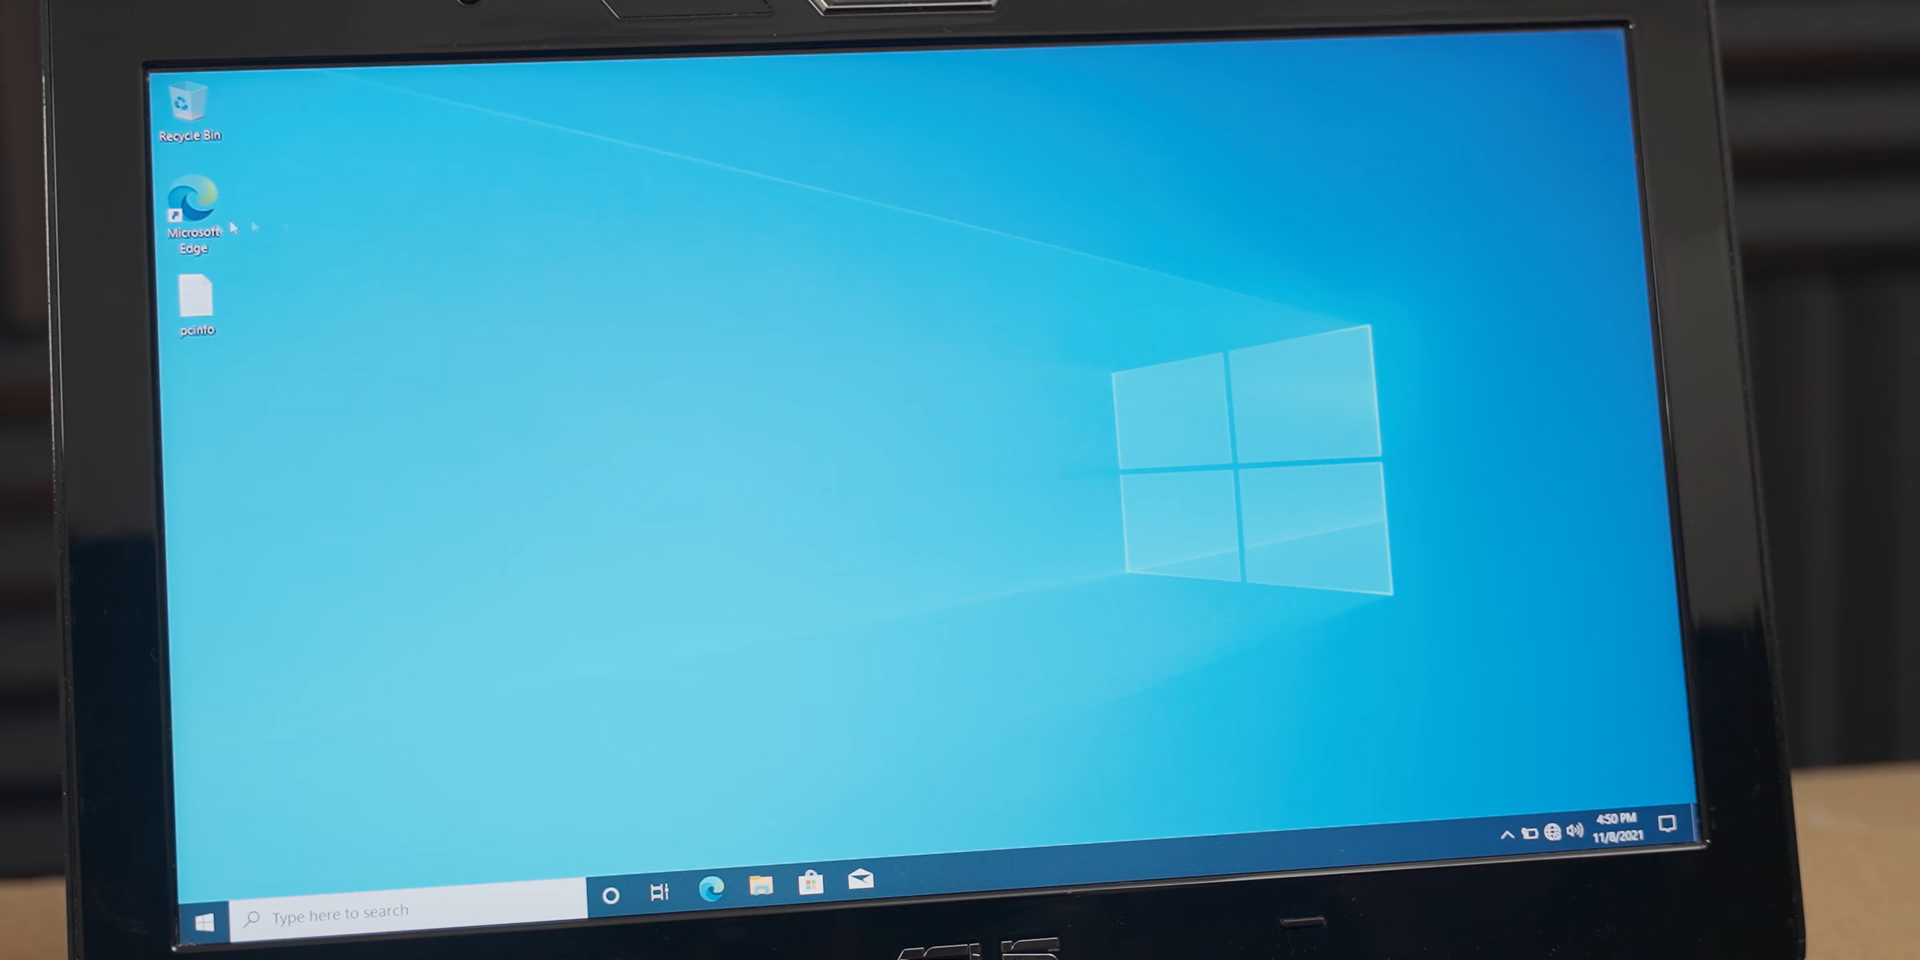 Recycle Bin
Microsoft
Edge
pcinfo
4:50 PM
11/8/2021
Type here to search